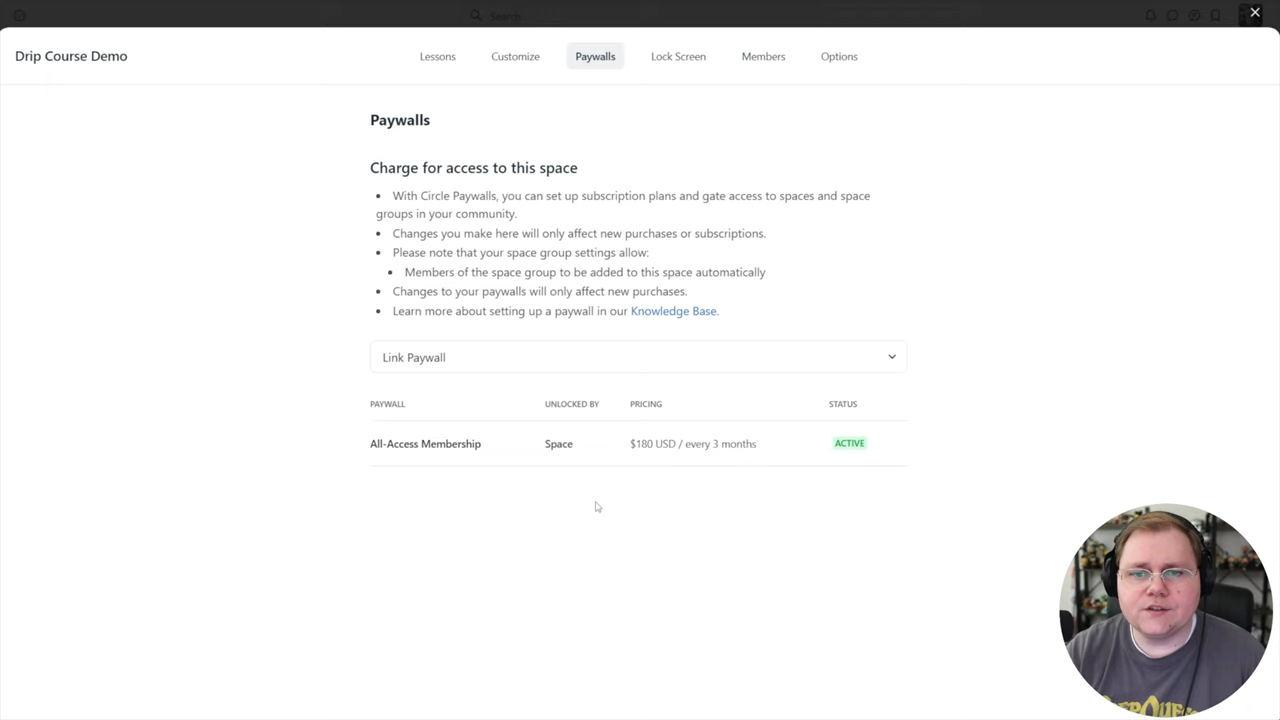 Search
Drip Course Demo
Lessons
Customize
Paywalls
Lock Screen
Members
Options
Paywalls
Charge for access to this space
With Circle Paywalls, you can set up subscription plans and gate access to spaces and space
groups in your community.
Changes you make here will only affect new purchases or subscriptions.
Please note that your space group settings allow:
Members of the space group to be added to this space automatically
Changes to your paywalls will only affect new purchases.
Learn more about setting up a paywall in our Knowledge Base.
Link Paywall
PAYWALL UNLOCKED BY PRICING STATUS
All-Access Membership Space $180 USD / every 3 months ACTIVE